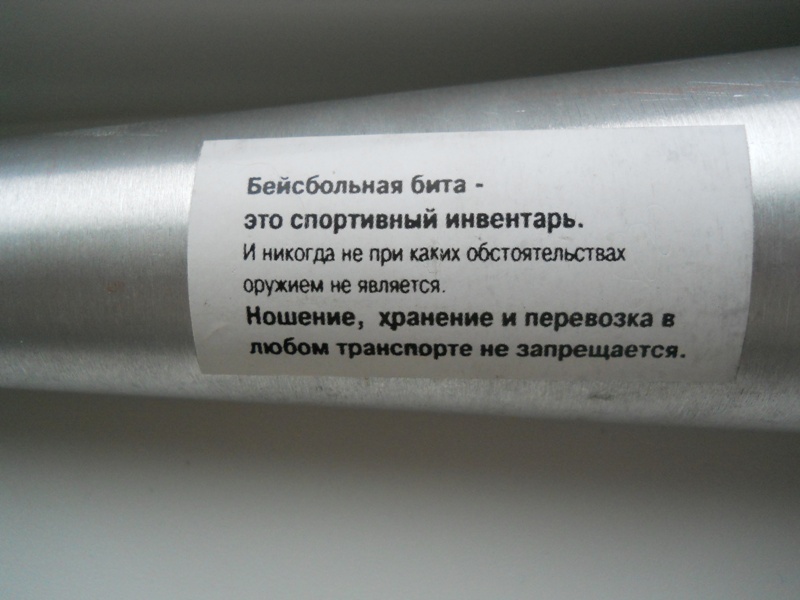 Бейсбольная бита -
это спортивный инвентарь.
И никогда не при каких обстоятельствах
оружием не является.
Ношение, хранение и перевозка в
любом транспорте не запрещается.